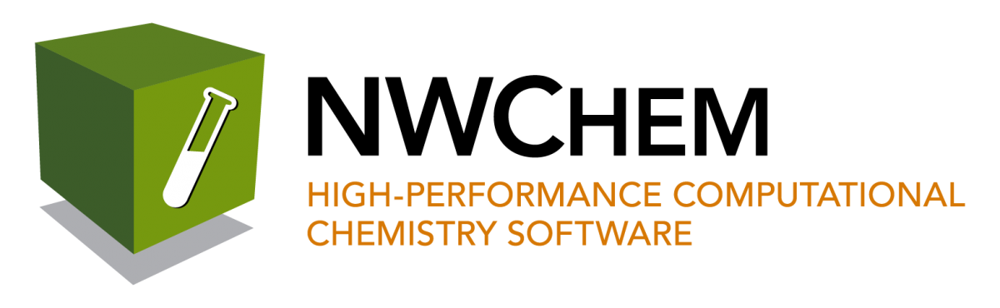 NWCHEM
HIGH-PERFORMANCE COMPUTATIONAL
CHEMISTRY SOFTWARE